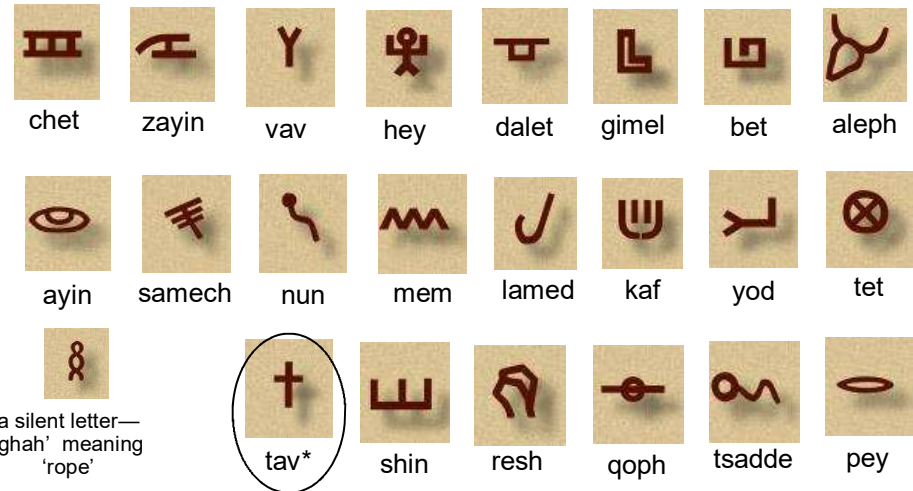 chet zayin vav hey dalet gimel bet aleph
ayin samech nun mem lamed kaf yod tet
a silent letter—
ghah’ meaning
‘rope’
tav* shin resh qoph tsadde pey